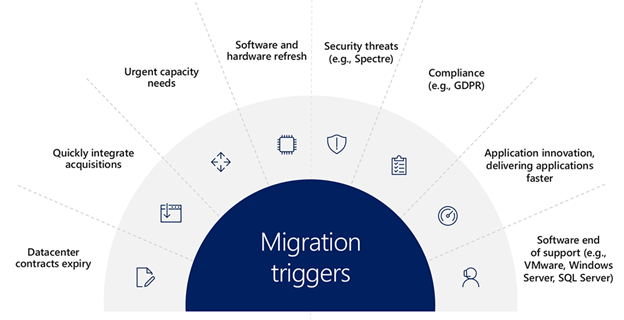 Datacenter
contracts expiry
Quickly integrate
acquisitions
Urgent capacity
needs
Software and
hardware refresh
Security threats
(e.g., Spectre)
Compliance
(e.g., GDPR)
Application innovation,
delivering applications
faster
Software end
of support (e.g.,
VMware, Windows
Server, SQL Server)
Migration
triggers